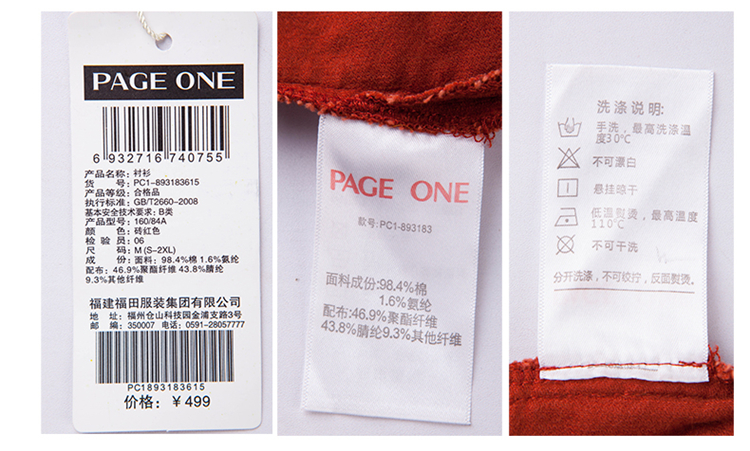 PAGE ONE
6 932716 740755
产品名称: 衬衫
货 号: PC1-893183615
产品等级: 合格品
执行标准: GB/T2660-2008
基本安全技术要求: B类
产品型号: 160/84A
颜 色: 砖红色
检 验 员: 06
尺 码: M (S-2XL)
成 份: 面料: 98.4%棉 1.6%氨纶
配布: 46.9%聚酯纤维 43.8%腈纶
9.3%其他纤维
福建福田服装集团有限公司
地 址: 福州仓山科技园金浦支路3号
邮 编: 350007 电话: 0591-28057777
PC1893183615
价格: ¥ 499
PAGE ONE
款号: PC1-893183
面料成份:98.4%棉
1.6%氨纶
配布:46.9%聚酯纤维
43.8%腈纶9.3%其他纤维
洗涤说明:
手洗，最高洗涤温
度30℃
不可漂白
悬挂晾干
低温熨烫，最高温度
110℃
不可干洗
分开洗涤，不可绞拧，反面熨烫。